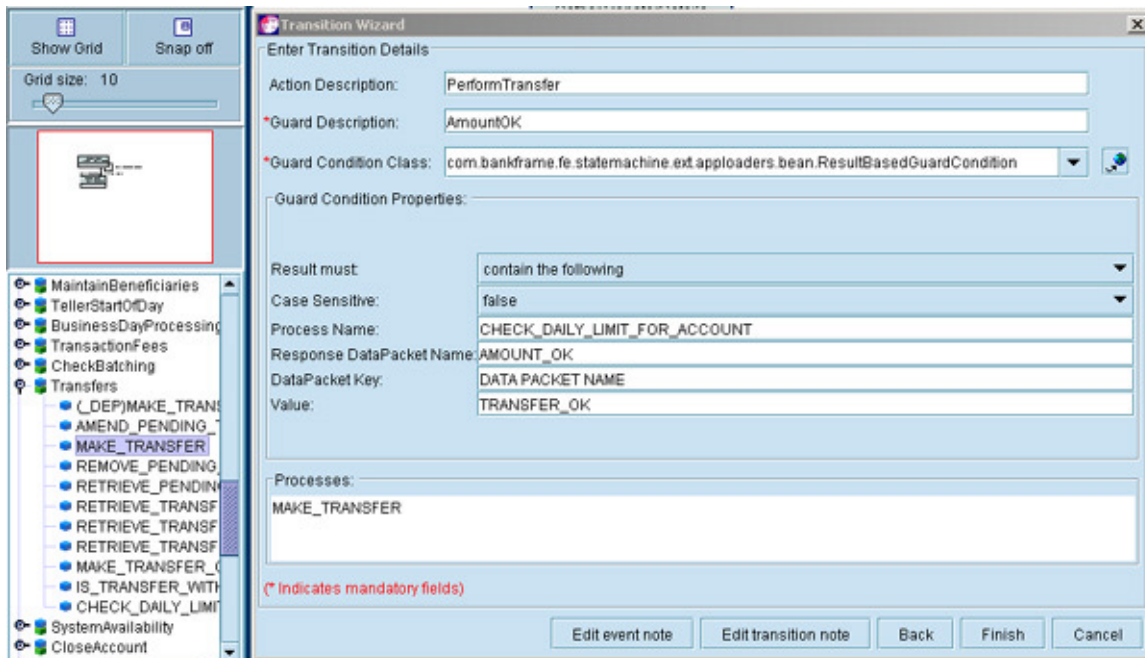 Show Grid
Snap off
Grid size: 10
MaintainBeneficiaries
TellerStartOfDay
BusinessDayProcessing
TransactionFees
CheckBatching
Transfers
(_DEP)MAKE_TRANS
AMEND_PENDING_
MAKE_TRANSFER
REMOVE_PENDING_
RETRIEVE_PENDIN
RETRIEVE_TRANSF
RETRIEVE_TRANSF
RETRIEVE_TRANSF
MAKE_TRANSFER_
IS_TRANSFER_WITH
CHECK_DAILY_LIMI
SystemAvailability
CloseAccount
Transition Wizard
Enter Transition Details
Action Description: PerformTransfer
*Guard Description: AmountOK
*Guard Condition Class: com.bankframe.fe.statemachine.ext.apploaders.bean.ResultBasedGuardCondition
Guard Condition Properties:
Result must: contain the following
Case Sensitive: false
Process Name: CHECK_DAILY_LIMIT_FOR_ACCOUNT
Response DataPacket Name: AMOUNT_OK
DataPacket Key: DATA PACKET NAME
Value: TRANSFER_OK
Processes:
MAKE_TRANSFER
(* Indicates mandatory fields)
Edit event note
Edit transition note
Back
Finish
Cancel